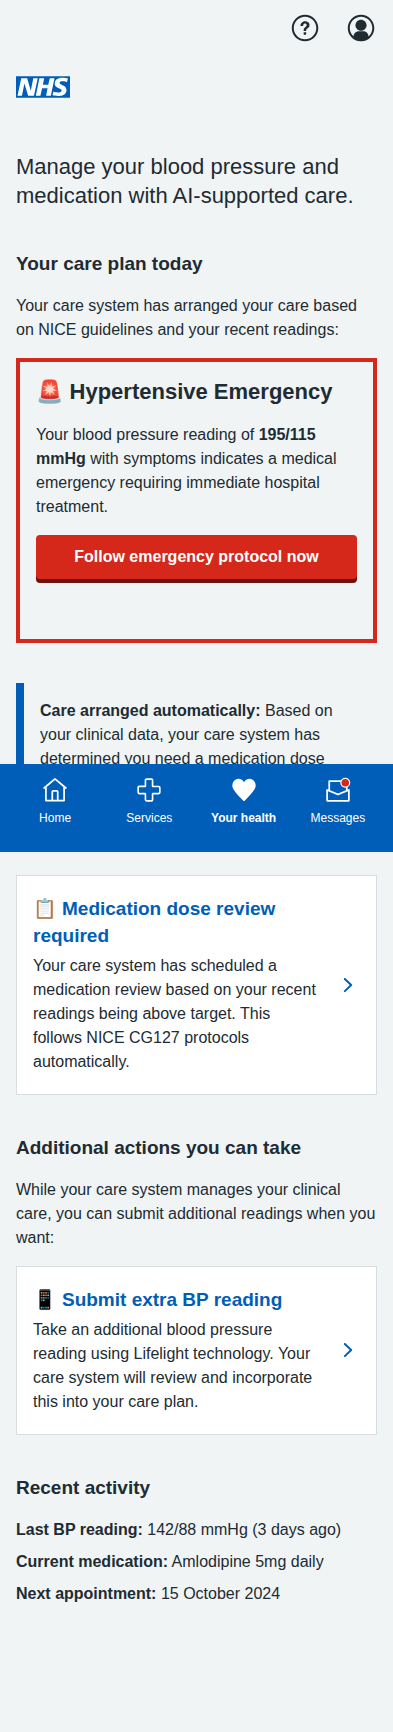 NHS
Manage your blood pressure and
medication with AI-supported care.
Your care plan today
Your care system has arranged your care based
on NICE guidelines and your recent readings:
🚨 Hypertensive Emergency
Your blood pressure reading of 195/115
mmHg with symptoms indicates a medical
emergency requiring immediate hospital
treatment.
Follow emergency protocol now
Care arranged automatically: Based on
your clinical data, your care system has
determined you need a medication dose
Home Services Your health Messages
📋 Medication dose review
required
Your care system has scheduled a
medication review based on your recent
readings being above target. This
follows NICE CG127 protocols
automatically.
Additional actions you can take
While your care system manages your clinical
care, you can submit additional readings when you
want:
📱 Submit extra BP reading
Take an additional blood pressure
reading using Lifelight technology. Your
care system will review and incorporate
this into your care plan.
Recent activity
Last BP reading: 142/88 mmHg (3 days ago)
Current medication: Amlodipine 5mg daily
Next appointment: 15 October 2024